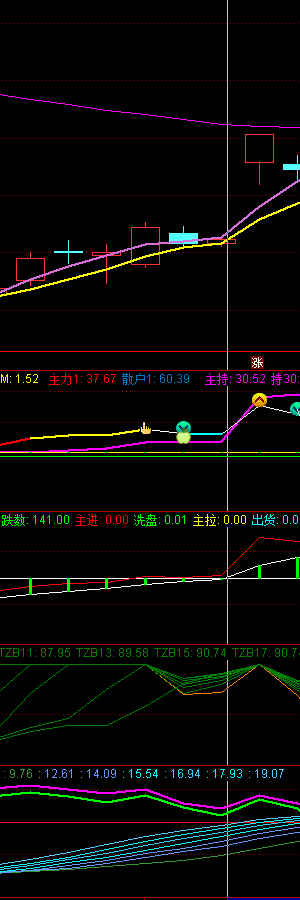 涨
M: 1.52 主力1: 37.67 散户1: 60.39 主持: 30.52 持30:
跌数: 141.00 主进: 0.00 洗盘: 0.01 主拉: 0.00 出货: 0.0
TZB11: 87.95 TZB13: 89.58 TZB15: 90.74 TZB17: 90.74
: 9.76 : 12.61 : 14.09 : 15.54 : 16.94 : 17.93 : 19.07